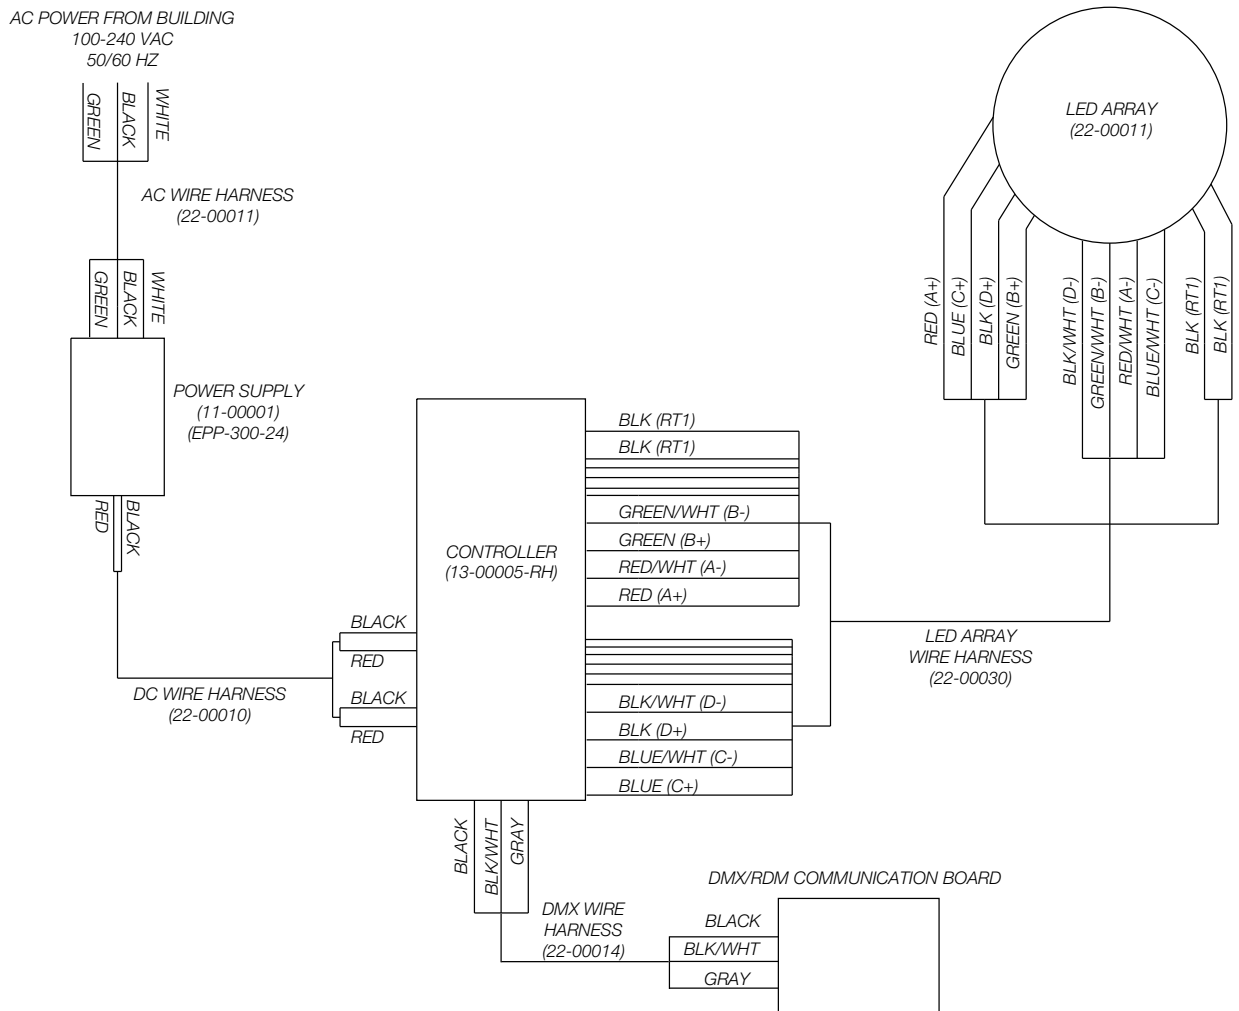 AC POWER FROM BUILDING
100-240 VAC
50/60 HZ
GREEN
BLACK
WHITE
AC WIRE HARNESS
(22-00011)
GREEN
BLACK
WHITE
POWER SUPPLY
(11-00001)
(EPP-300-24)
RED
BLACK
DC WIRE HARNESS
(22-00010)
BLACK
RED
BLACK
RED
CONTROLLER
(13-00005-RH)
BLK (RT1)
BLK (RT1)
GREEN/WHT (B-)
GREEN (B+)
RED/WHT (A-)
RED (A+)
BLK/WHT (D-)
BLK (D+)
BLUE/WHT (C-)
BLUE (C+)
LED ARRAY
WIRE HARNESS
(22-00030)
LED ARRAY
(22-00011)
RED (A+)
BLUE (C+)
BLK (D+)
GREEN (B+)
BLK/WHT (D-)
GREEN/WHT (B-)
RED/WHT (A-)
BLUE/WHT (C-)
BLK (RT1)
BLK (RT1)
BLACK
BLK/WHT
GRAY
DMX WIRE
HARNESS
(22-00014)
DMX/RDM COMMUNICATION BOARD
BLACK
BLK/WHT
GRAY